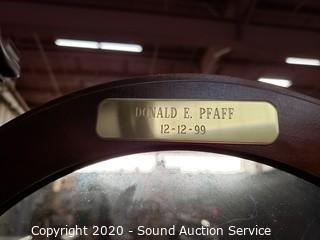 DONALD E. PFAFF
12-12-99
Copyright 2020 - Sound Auction Service